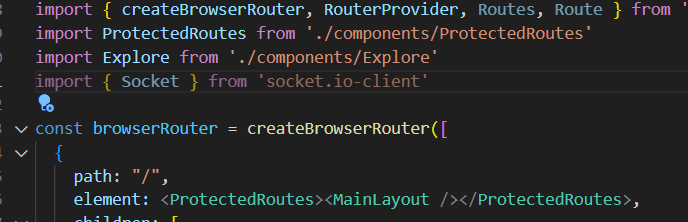 import { createBrowserRouter, RouterProvider, Routes, Route } from '
import ProtectedRoutes from './components/ProtectedRoutes'
import Explore from './components/Explore'
import { Socket } from 'socket.io-client'
const browserRouter = createBrowserRouter([
{
path: "/",
element: <ProtectedRoutes><MainLayout /></ProtectedRoutes>,
children: [